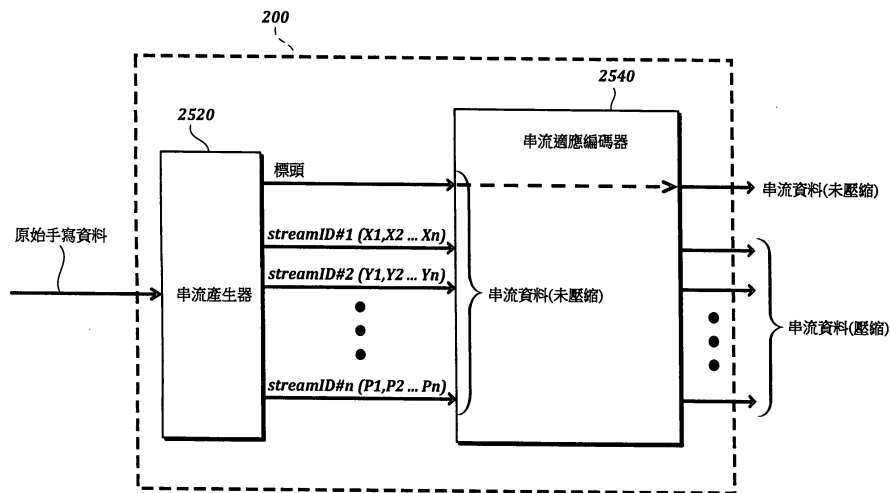 200
2540
2520
串流適應編碼器
標頭
串流資料(未壓縮)
原始手寫資料
streamID#1 (X1,X2 ... Xn)
streamID#2 (Y1,Y2 ... Yn)
串流產生器
串流資料(未壓縮)
串流資料(壓縮)
streamID#n (P1,P2 ... Pn)